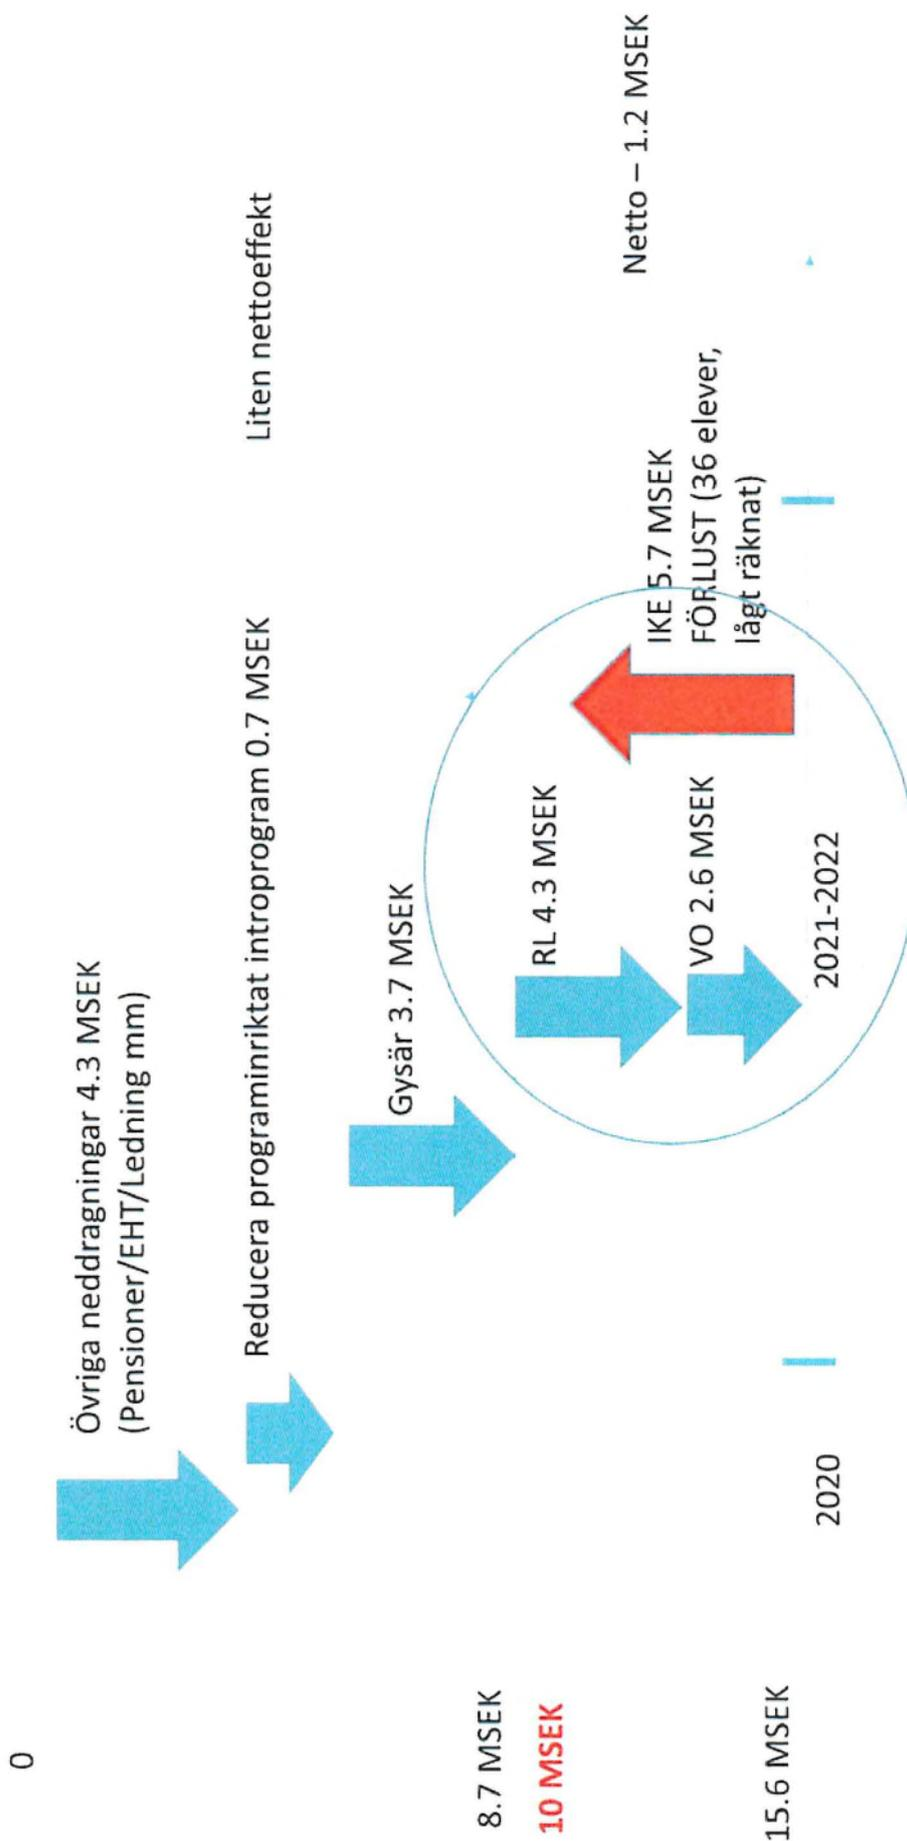 0
Övriga neddragningar 4.3 MSEK
(Pensioner/EHT/Ledning mm)
Reducera programinriktat introprogram 0.7 MSEK
Liten nettoeffekt
Gysär 3.7 MSEK
8.7 MSEK
10 MSEK
RL 4.3 MSEK
IKE 5.7 MSEK
FÖRLUST (36 elever,
lågt räknat)
Netto – 1.2 MSEK
VO 2.6 MSEK
15.6 MSEK
2020
2021-2022